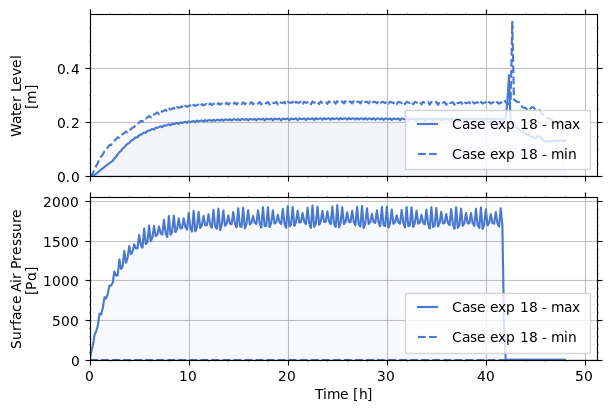 Water Level
[m]
0.4
0.2
0.0
Case exp 18 - max
Case exp 18 - min
Surface Air Pressure
[Pa]
2000
1500
1000
500
0
Case exp 18 - max
Case exp 18 - min
0 10 20 30 40 50
Time [h]